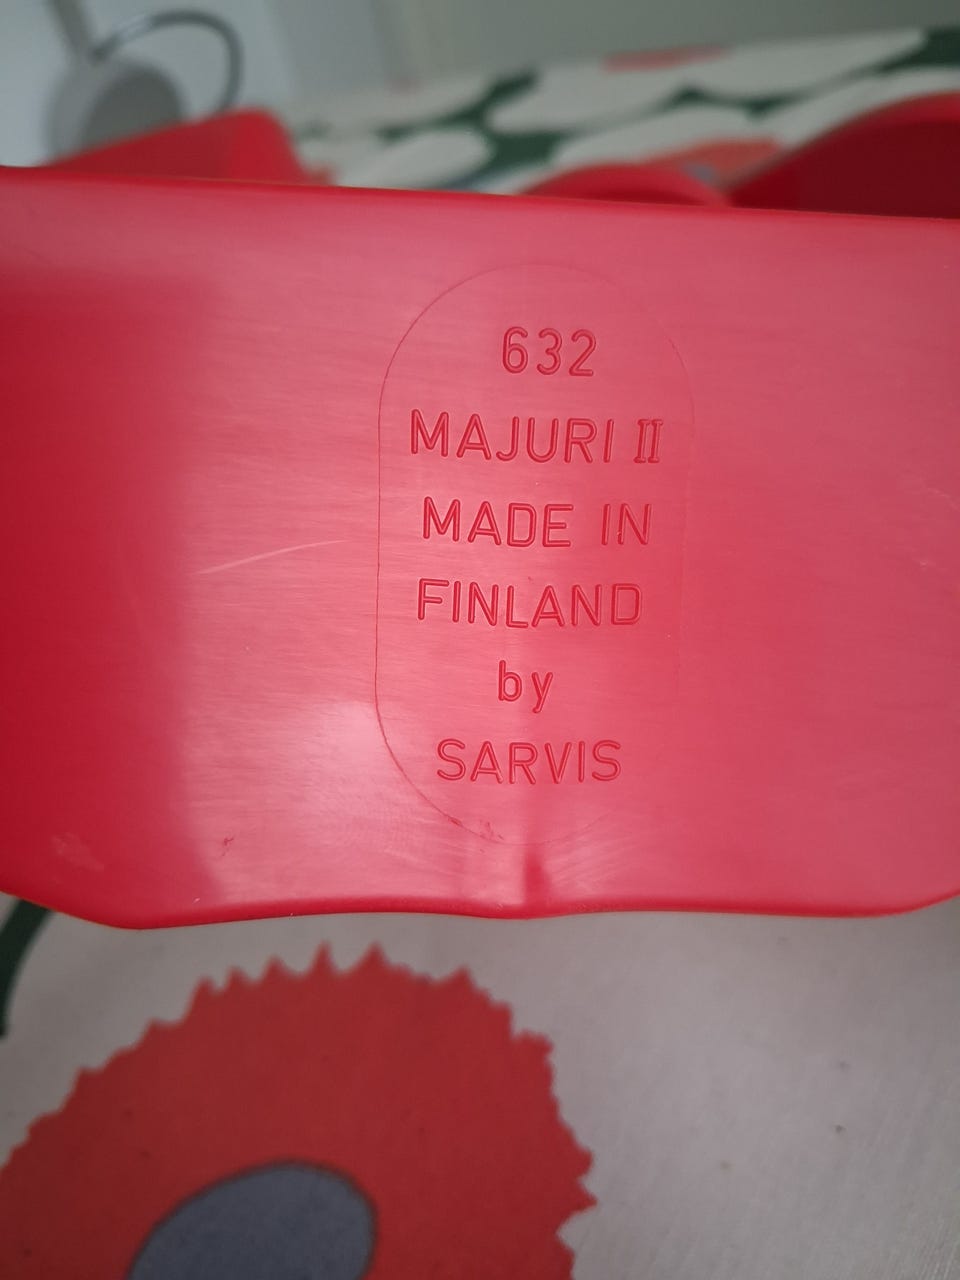 632
MAJURI II
MADE IN
FINLAND
by
SARVIS